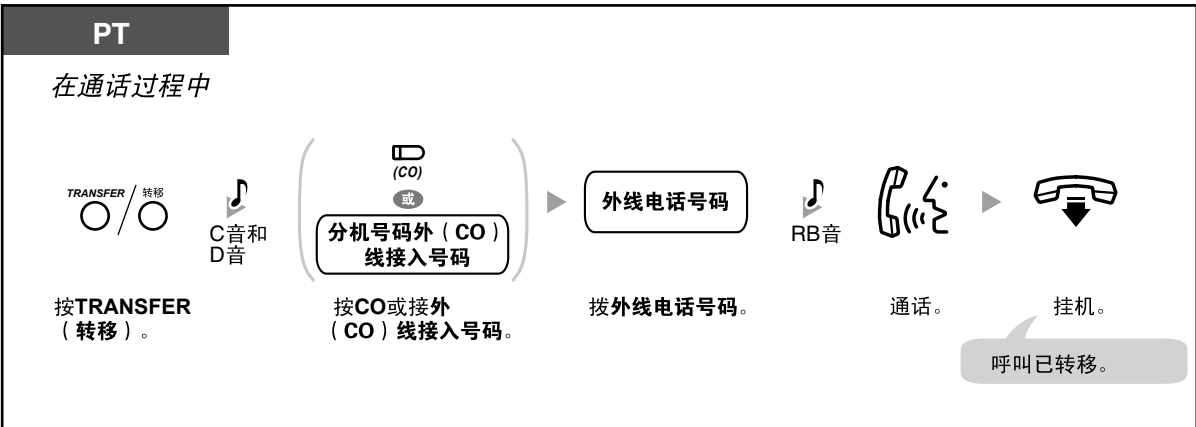 PT
在通话过程中
TRANSFER / 转移
C音和
D音
(CO)
或
分机号码外（CO）
线接入号码
外线电话号码
RB音
按TRANSFER
（转移）。
按CO或接外
（CO）线接入号码。
拨外线电话号码。
通话。
挂机。
呼叫已转移。